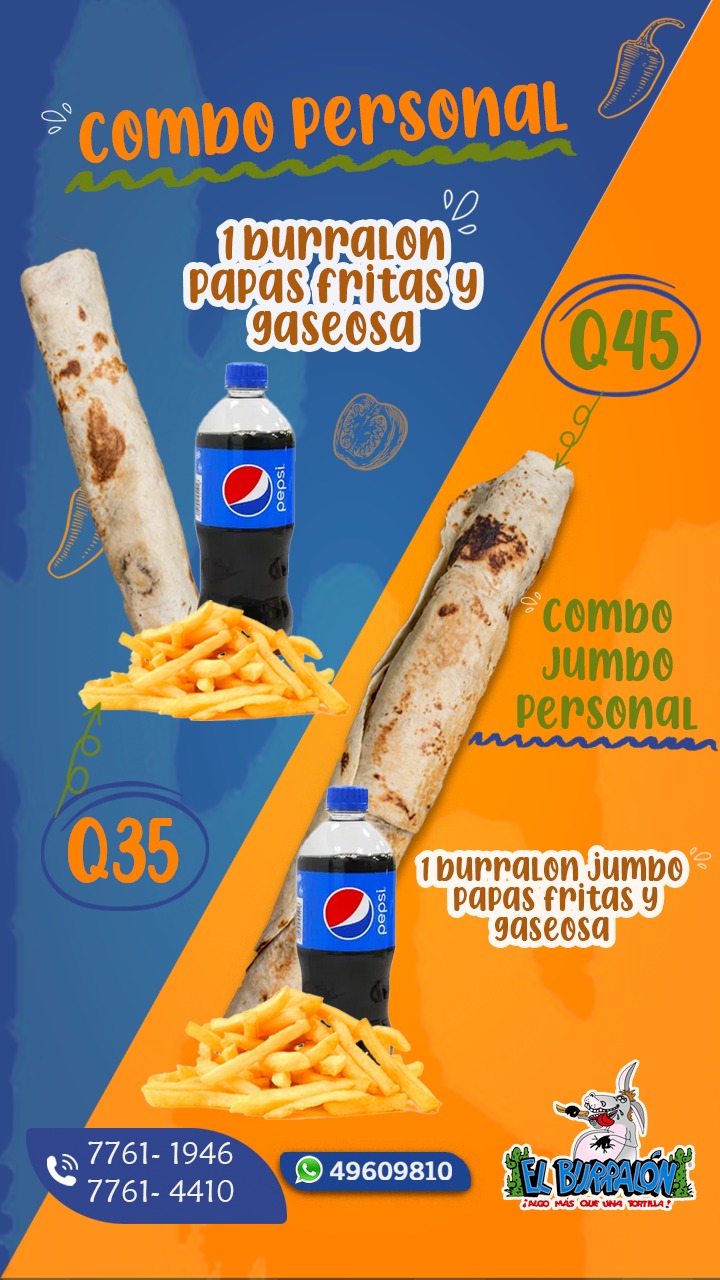 Combo Personal
1 burralon
papas fritas y
gaseosa
Q45
pepsi
Combo
Jumbo
Personal
Q35
1 burralon jumbo
papas fritas y
gaseosa
pepsi
7761- 1946
7761- 4410
49609810
EL BURRALÓN
¡ALGO MÁS QUE UNA TORTILLA!